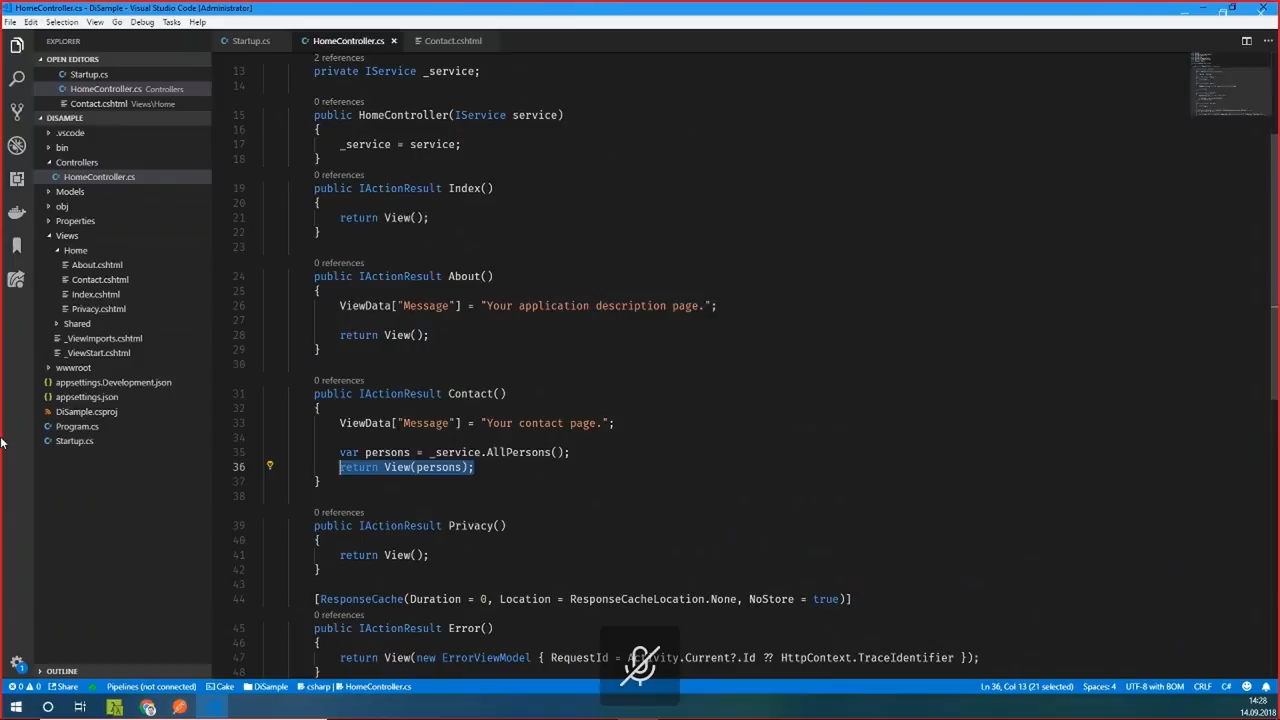 HomeController.cs - DiSample - Visual Studio Code [Administrator]
File Edit Selection View Go Debug Tasks Help
EXPLORER
Startup.cs HomeController.cs Contact.cshtml
OPEN EDITORS
Startup.cs
HomeController.cs Controllers
Contact.cshtml Views\Home
DISAMPLE
.vscode
bin
Controllers
HomeController.cs
Models
obj
Properties
Views
Home
About.cshtml
Contact.cshtml
Index.cshtml
Privacy.cshtml
Shared
_ViewImports.cshtml
_ViewStart.cshtml
wwwroot
appsettings.Development.json
appsettings.json
DiSample.csproj
Program.cs
Startup.cs
OUTLINE
2 references
13 private IService _service;
14
0 references
15 public HomeController(IService service)
16 {
17 _service = service;
18 }
0 references
19 public IActionResult Index()
20 {
21 return View();
22 }
23
0 references
24 public IActionResult About()
25 {
26 ViewData["Message"] = "Your application description page.";
27
28 return View();
29 }
30
0 references
31 public IActionResult Contact()
32 {
33 ViewData["Message"] = "Your contact page.";
34
35 var persons = _service.AllPersons();
36 return View(persons);
37 }
38
0 references
39 public IActionResult Privacy()
40 {
41 return View();
42 }
43
44 [ResponseCache(Duration = 0, Location = ResponseCacheLocation.None, NoStore = true)]
0 references
45 public IActionResult Error()
46 {
47 return View(new ErrorViewModel { RequestId = Activity.Current?.Id ?? HttpContext.TraceIdentifier });
48 }
1
0 0 Share Pipelines (not connected) Cake DiSample csharp | HomeController.cs Ln 36, Col 13 (21 selected) Spaces: 4 UTF-8 with BOM CRLF C#
14:28
14.09.2018